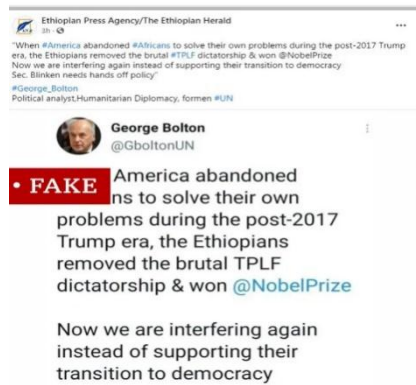 Ethiopian Press Agency/The Ethiopian Herald
3h ·
"When #America abandoned #Africans to solve their own problems during the post-2017 Trump
era, the Ethiopians removed the brutal #TPLF dictatorship & won @NobelPrize
Now we are interfering again instead of supporting their transition to democracy
Sec. Blinken needs hands off policy"
#George_Bolton
Political analyst,Humanitarian Diplomacy, formen #UN
George Bolton
@GboltonUN
• FAKE America abandoned
ns to solve their own
problems during the post-2017
Trump era, the Ethiopians
removed the brutal TPLF
dictatorship & won @NobelPrize
Now we are interfering again
instead of supporting their
transition to democracy